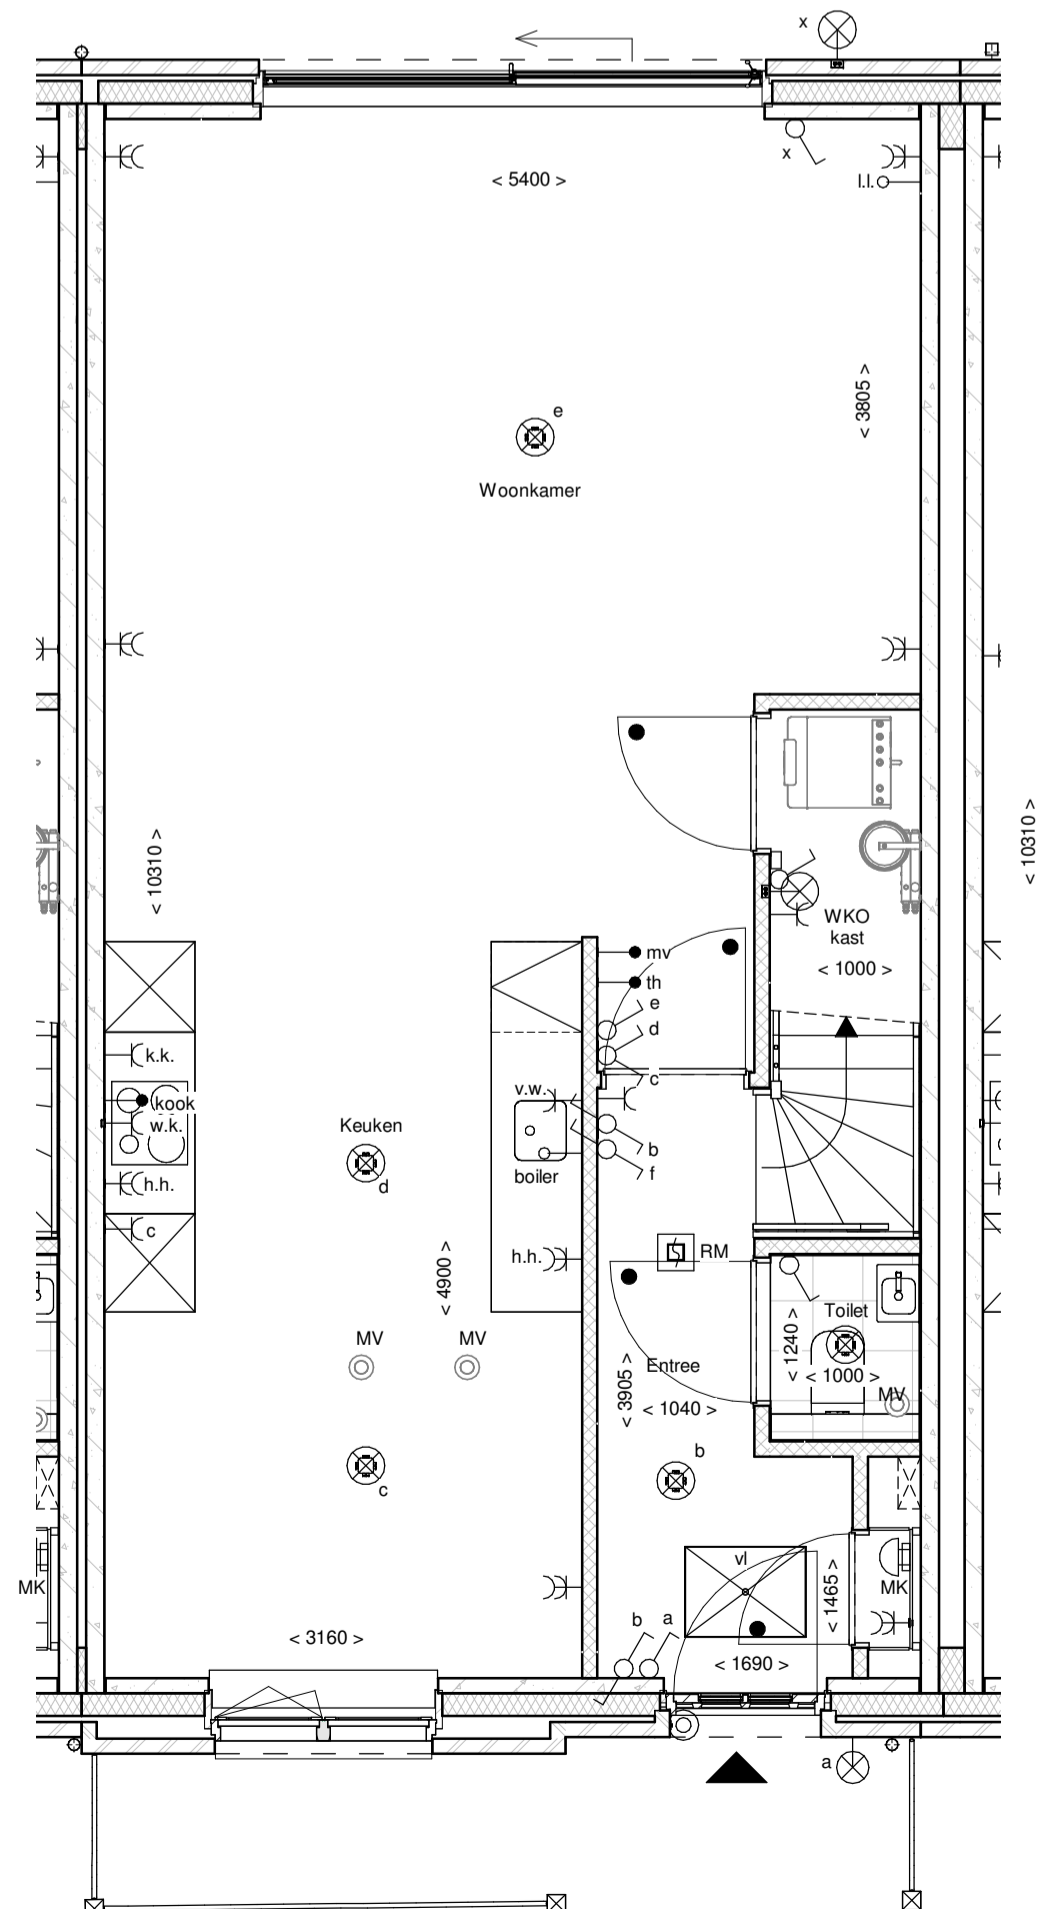 x
x
< 5400 >
l.l.
< 3805 >
e
Woonkamer
< 10310 >
< 10310 >
WKO
kast
< 1000 >
mv
th
e
d
c
k.k.
kook
w.k.
h.h.
c
v.w.
boiler
b
f
Keuken
d
h.h.
< 4900 >
RM
MV
MV
Toilet
< 1240 >
< 1000 >
MV
Entree
< 3905 >
< 1040 >
b
c
vl
MK
MK
< 1465 >
b
a
< 3160 >
< 1690 >
a